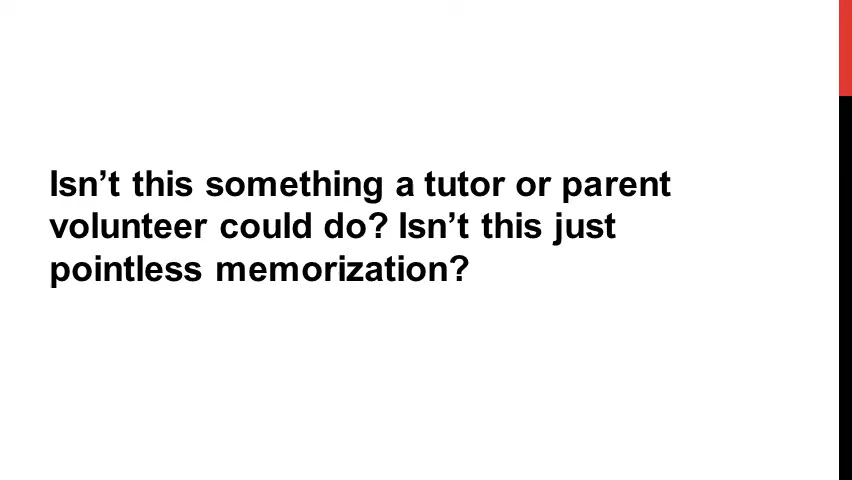 Isn’t this something a tutor or parent
volunteer could do? Isn’t this just
pointless memorization?